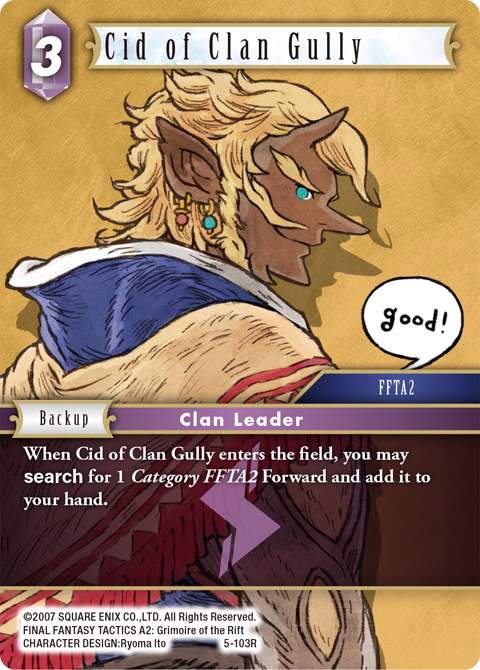 3
Cid of Clan Gully
good!
FFTA2
Backup
Clan Leader
When Cid of Clan Gully enters the field, you may
search for 1 Category FFTA2 Forward and add it to
your hand.
©2007 SQUARE ENIX CO.,LTD. All Rights Reserved.
FINAL FANTASY TACTICS A2: Grimoire of the Rift
CHARACTER DESIGN:Ryoma Ito
5-103R